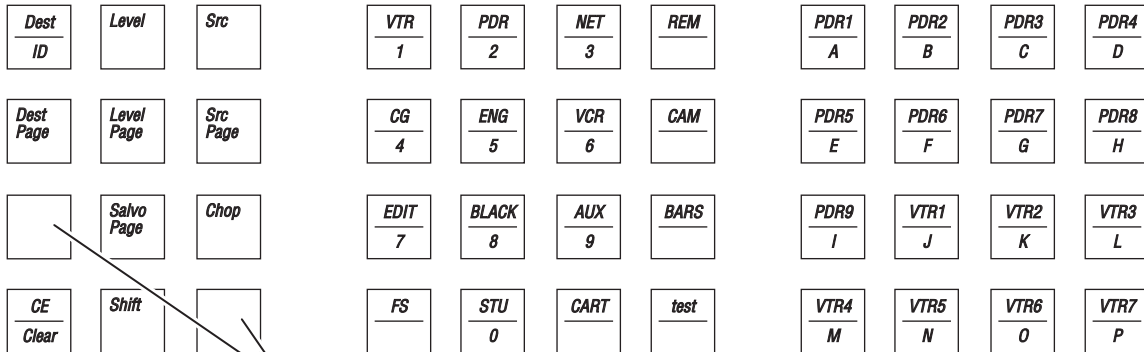 Dest Level Src VTR PDR NET REM PDR1 PDR2 PDR3 PDR4
ID 1 2 3 A B C D
Dest Level Src CG ENG VCR CAM PDR5 PDR6 PDR7 PDR8
Page Page Page 4 5 6 E F G H
Salvo Chop EDIT BLACK AUX BARS PDR9 VTR1 VTR2 VTR3
Page 7 8 9 I J K L
CE Shift FS STU CART test VTR4 VTR5 VTR6 VTR7
Clear 0 M N O P